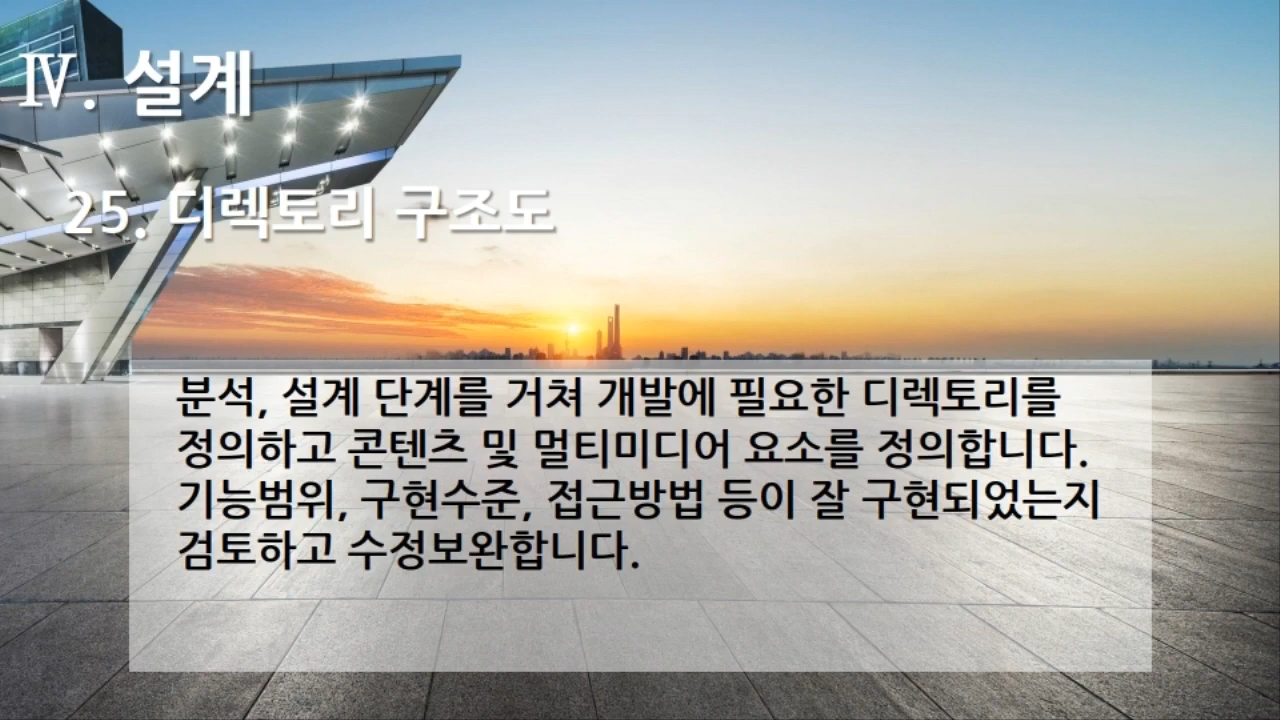 Ⅳ. 설계
25. 디렉토리 구조도
분석, 설계 단계를 거쳐 개발에 필요한 디렉토리를
정의하고 콘텐츠 및 멀티미디어 요소를 정의합니다.
기능범위, 구현수준, 접근방법 등이 잘 구현되었는지
검토하고 수정보완합니다.